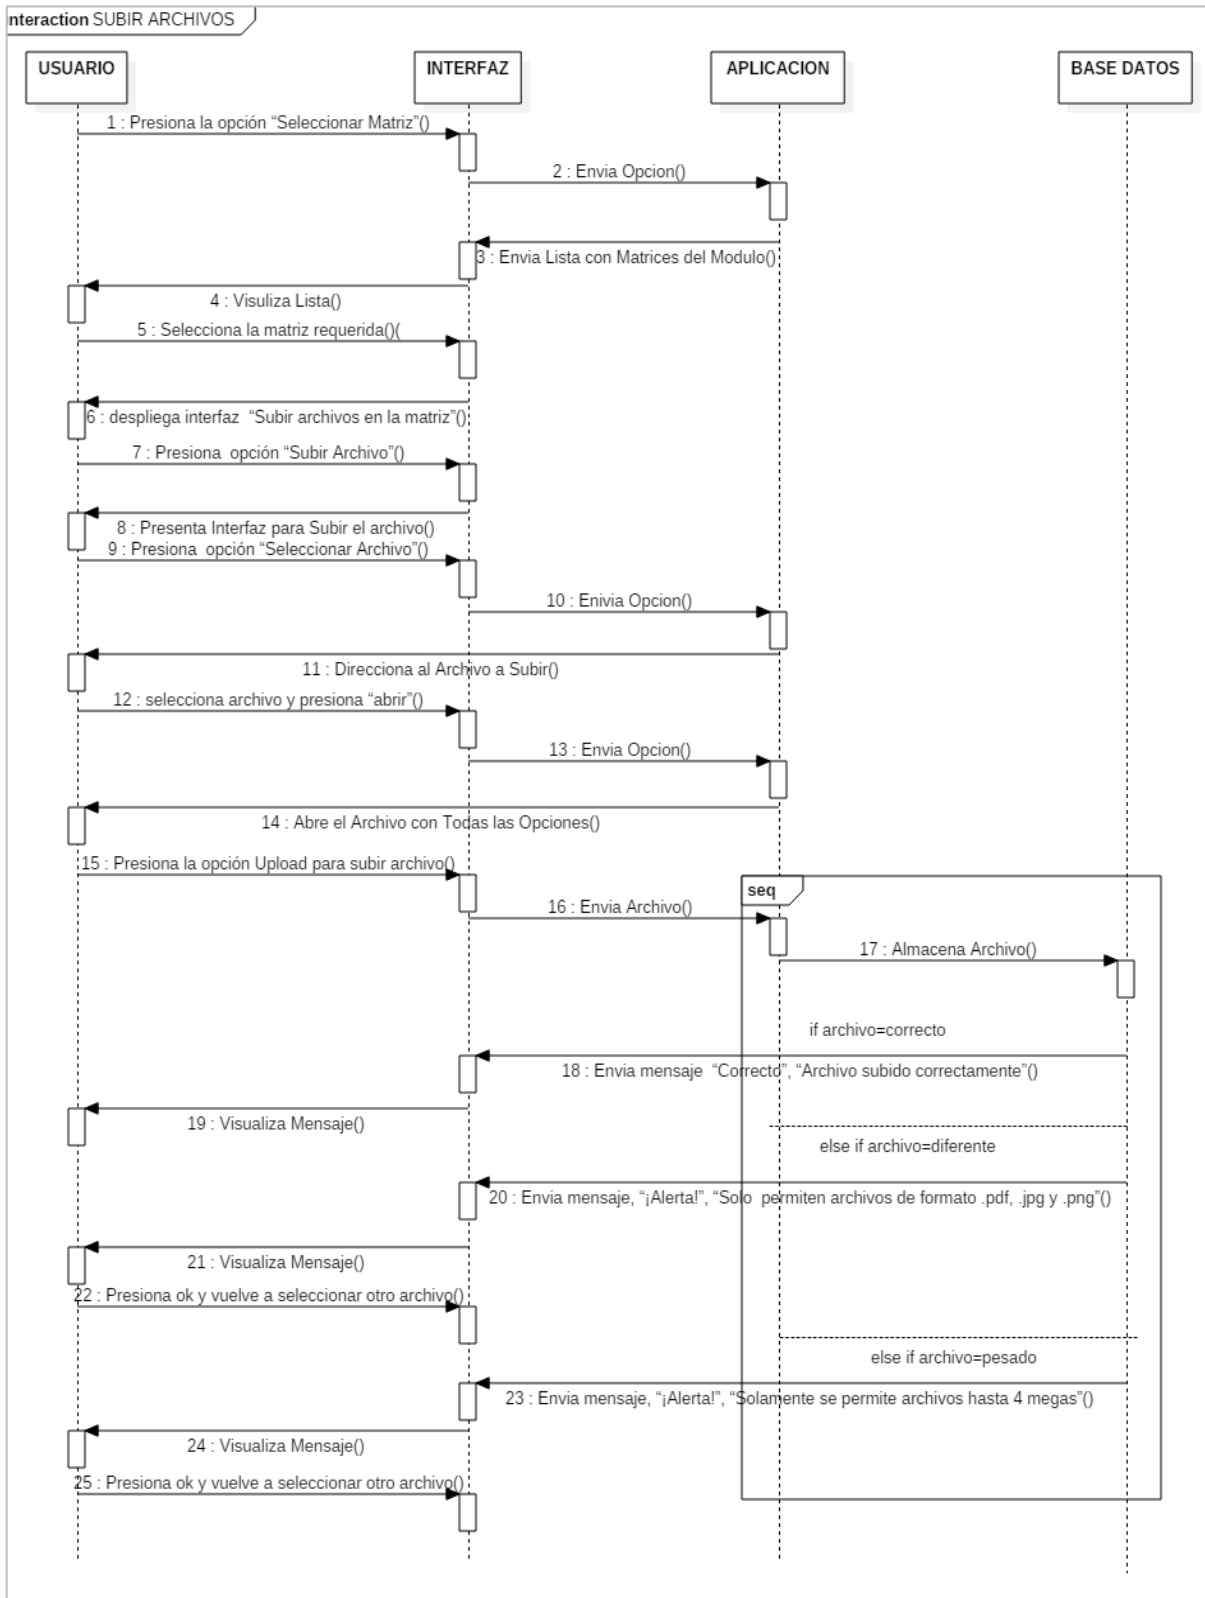 nteraction SUBIR ARCHIVOS
USUARIO
INTERFAZ
APLICACION
BASE DATOS
1 : Presiona la opción “Seleccionar Matriz”()
2 : Envia Opcion()
3 : Envia Lista con Matrices del Modulo()
4 : Visuliza Lista()
5 : Selecciona la matriz requerida()(
6 : despliega interfaz “Subir archivos en la matriz”()
7 : Presiona opción “Subir Archivo”()
8 : Presenta Interfaz para Subir el archivo()
9 : Presiona opción “Seleccionar Archivo”()
10 : Enivia Opcion()
11 : Direcciona al Archivo a Subir()
12 : selecciona archivo y presiona “abrir”()
13 : Envia Opcion()
14 : Abre el Archivo con Todas las Opciones()
15 : Presiona la opción Upload para subir archivo()
seq
16 : Envia Archivo()
17 : Almacena Archivo()
if archivo=correcto
18 : Envia mensaje “Correcto”, “Archivo subido correctamente”()
19 : Visualiza Mensaje()
else if archivo=diferente
20 : Envia mensaje, “¡Alerta!”, “Solo permiten archivos de formato .pdf, .jpg y .png”()
21 : Visualiza Mensaje()
22 : Presiona ok y vuelve a seleccionar otro archivo()
else if archivo=pesado
23 : Envia mensaje, “¡Alerta!”, “Solamente se permite archivos hasta 4 megas”()
24 : Visualiza Mensaje()
25 : Presiona ok y vuelve a seleccionar otro archivo()